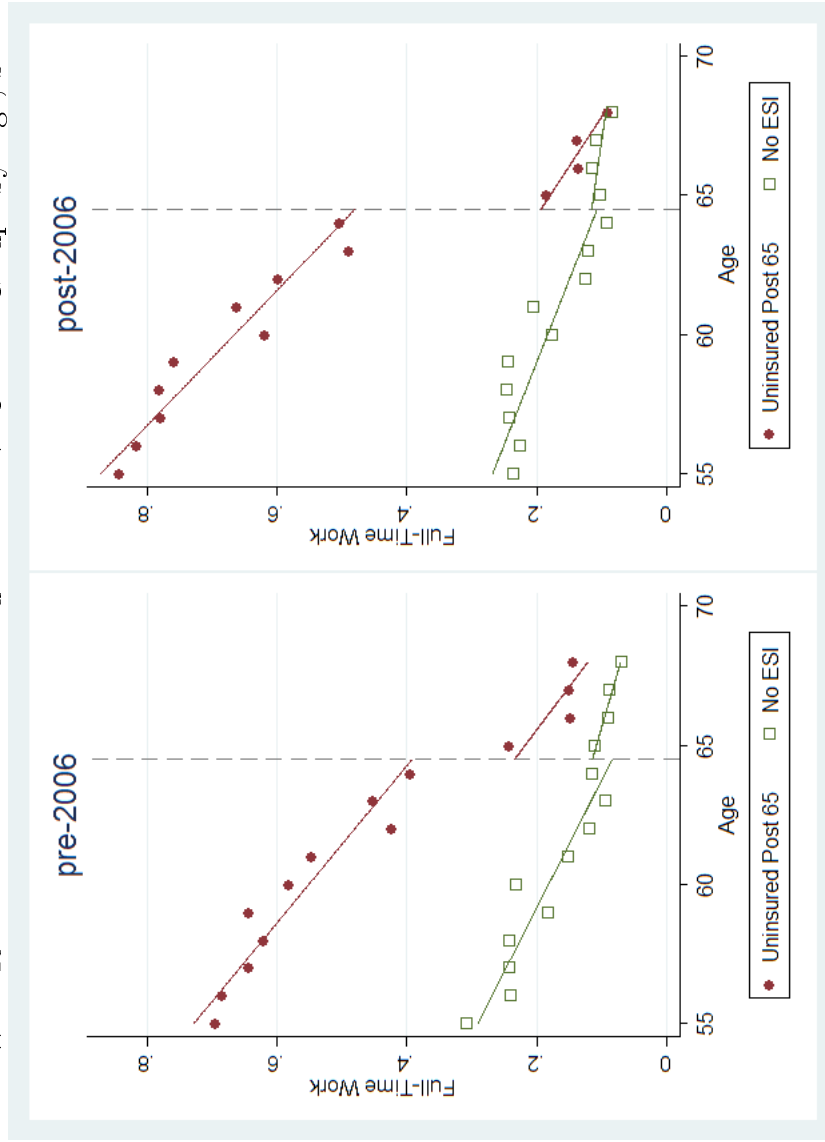 pre-2006
Full-Time Work
.8
.6
.4
.2
0
55 60 65 70
Age
Uninsured Post 65 No ESI
post-2006
Full-Time Work
.8
.6
.4
.2
0
55 60 65 70
Age
Uninsured Post 65 No ESI